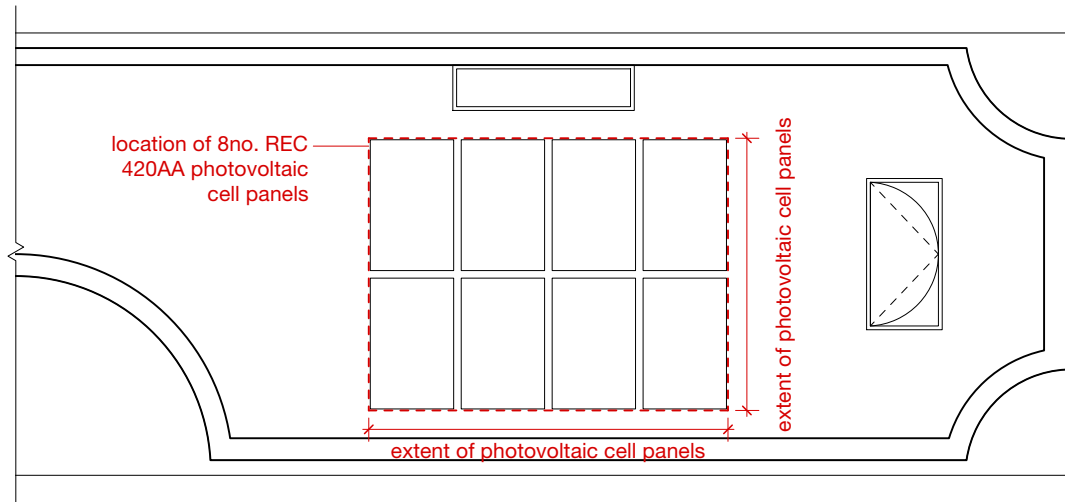 location of 8no. REC
420AA photovoltaic
cell panels
extent of photovoltaic cell panels
extent of photovoltaic cell panels